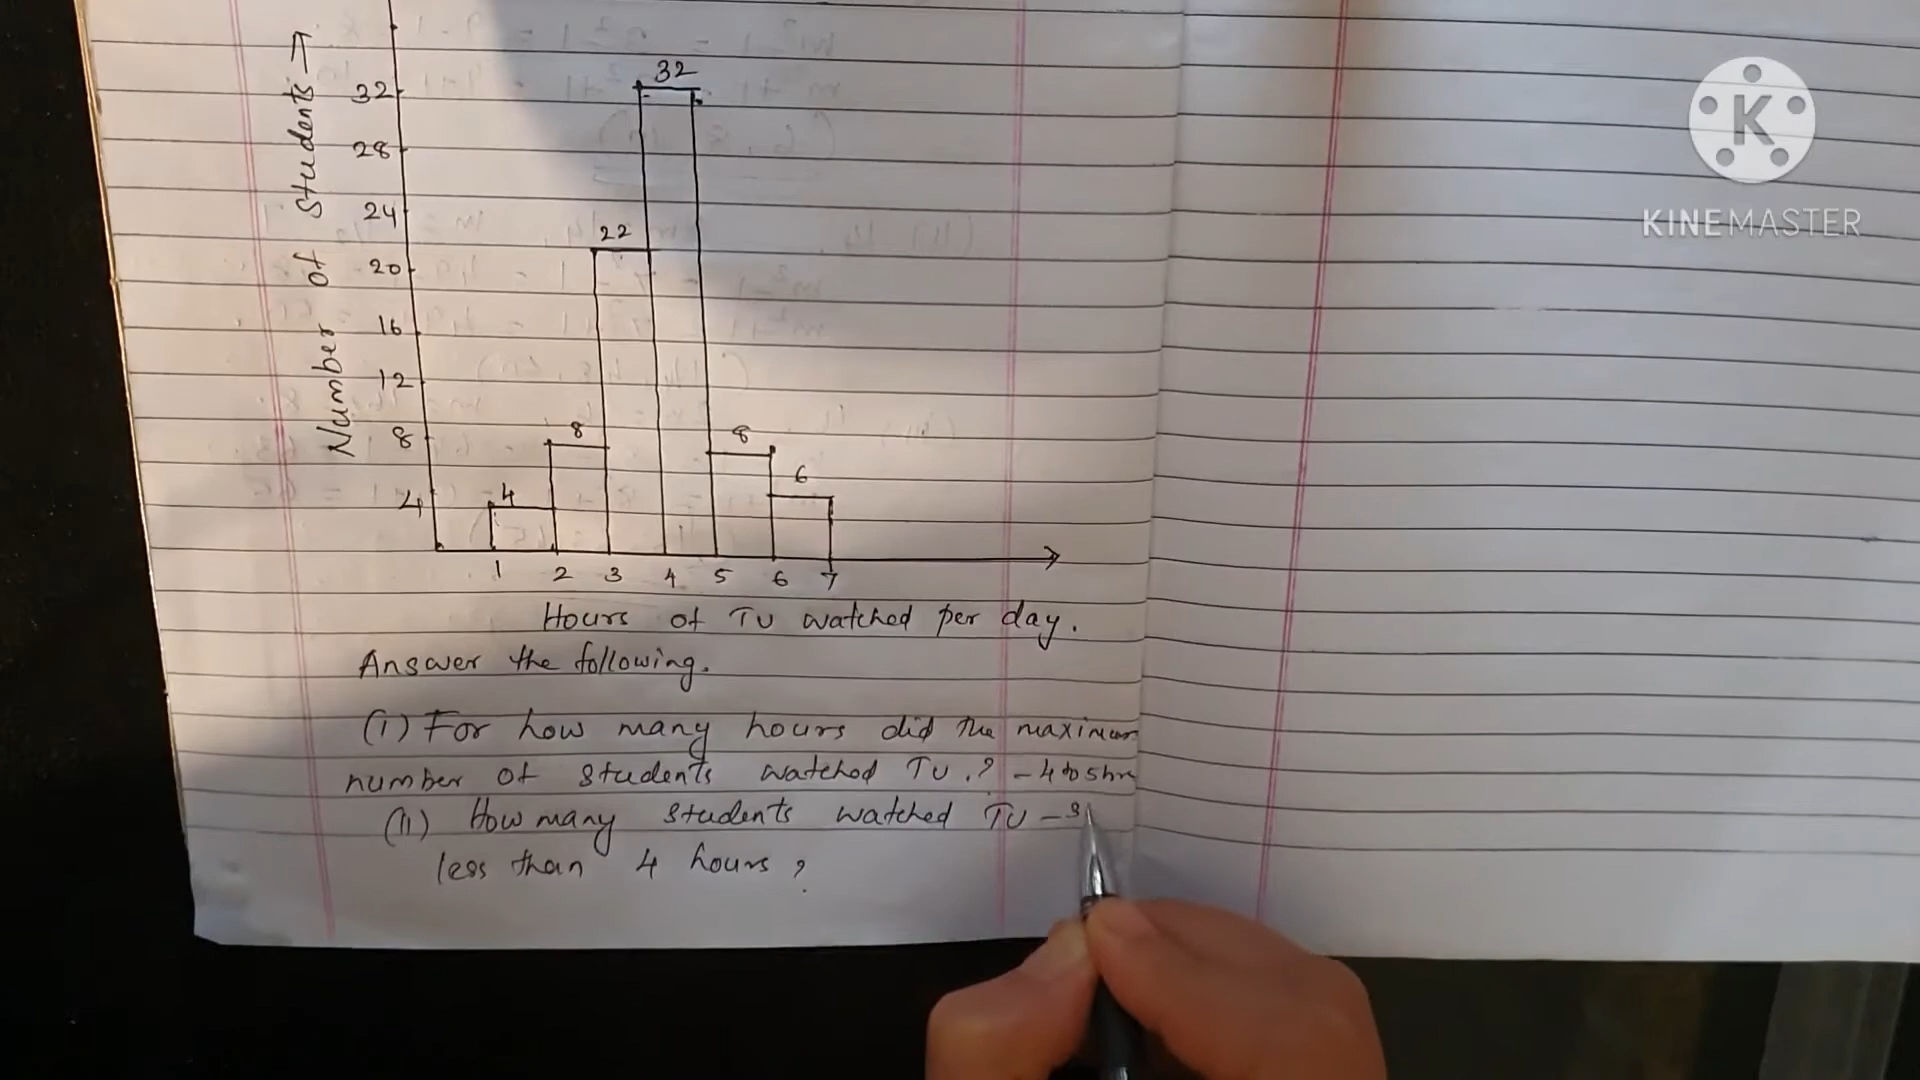 32
32
28
24
22
20
16
12
8
8
8
6
4
4
1 2 3 4 5 6 7
Number of Students →
Hours of TV watched per day.
Answer the following.
(i) For how many hours did the maximum
number of students watched TV.? – 4 to 5 hrs
(ii) How many students watched TV – 3
less than 4 hours ?
K
KINEMASTER